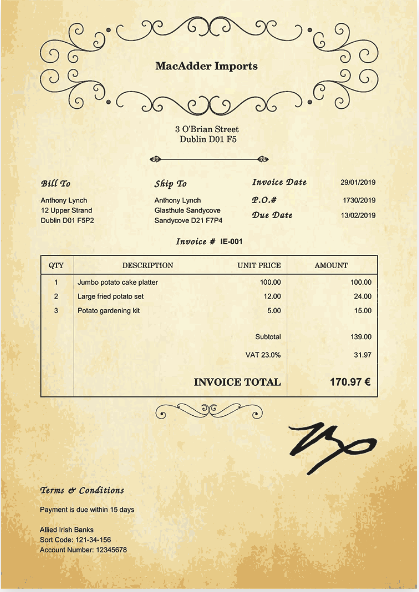 MacAdder Imports
3 O'Brian Street
Dublin D01 F5
Bill To
Anthony Lynch
12 Upper Strand
Dublin D01 F5P2
Ship To
Anthony Lynch
Glasthule Sandycove
Sandycove D21 F7P4
Invoice Date 29/01/2019
P.O.# 1730/2019
Due Date 13/02/2019
Invoice # IE-001
QTY DESCRIPTION UNIT PRICE AMOUNT
1 Jumbo potato cake platter 100.00 100.00
2 Large fried potato set 12.00 24.00
3 Potato gardening kit 5.00 15.00
Subtotal 139.00
VAT 23.0% 31.97
INVOICE TOTAL 170.97 €
Terms & Conditions
Payment is due within 15 days
Allied Irish Banks
Sort Code: 121-34-156
Account Number: 12345678